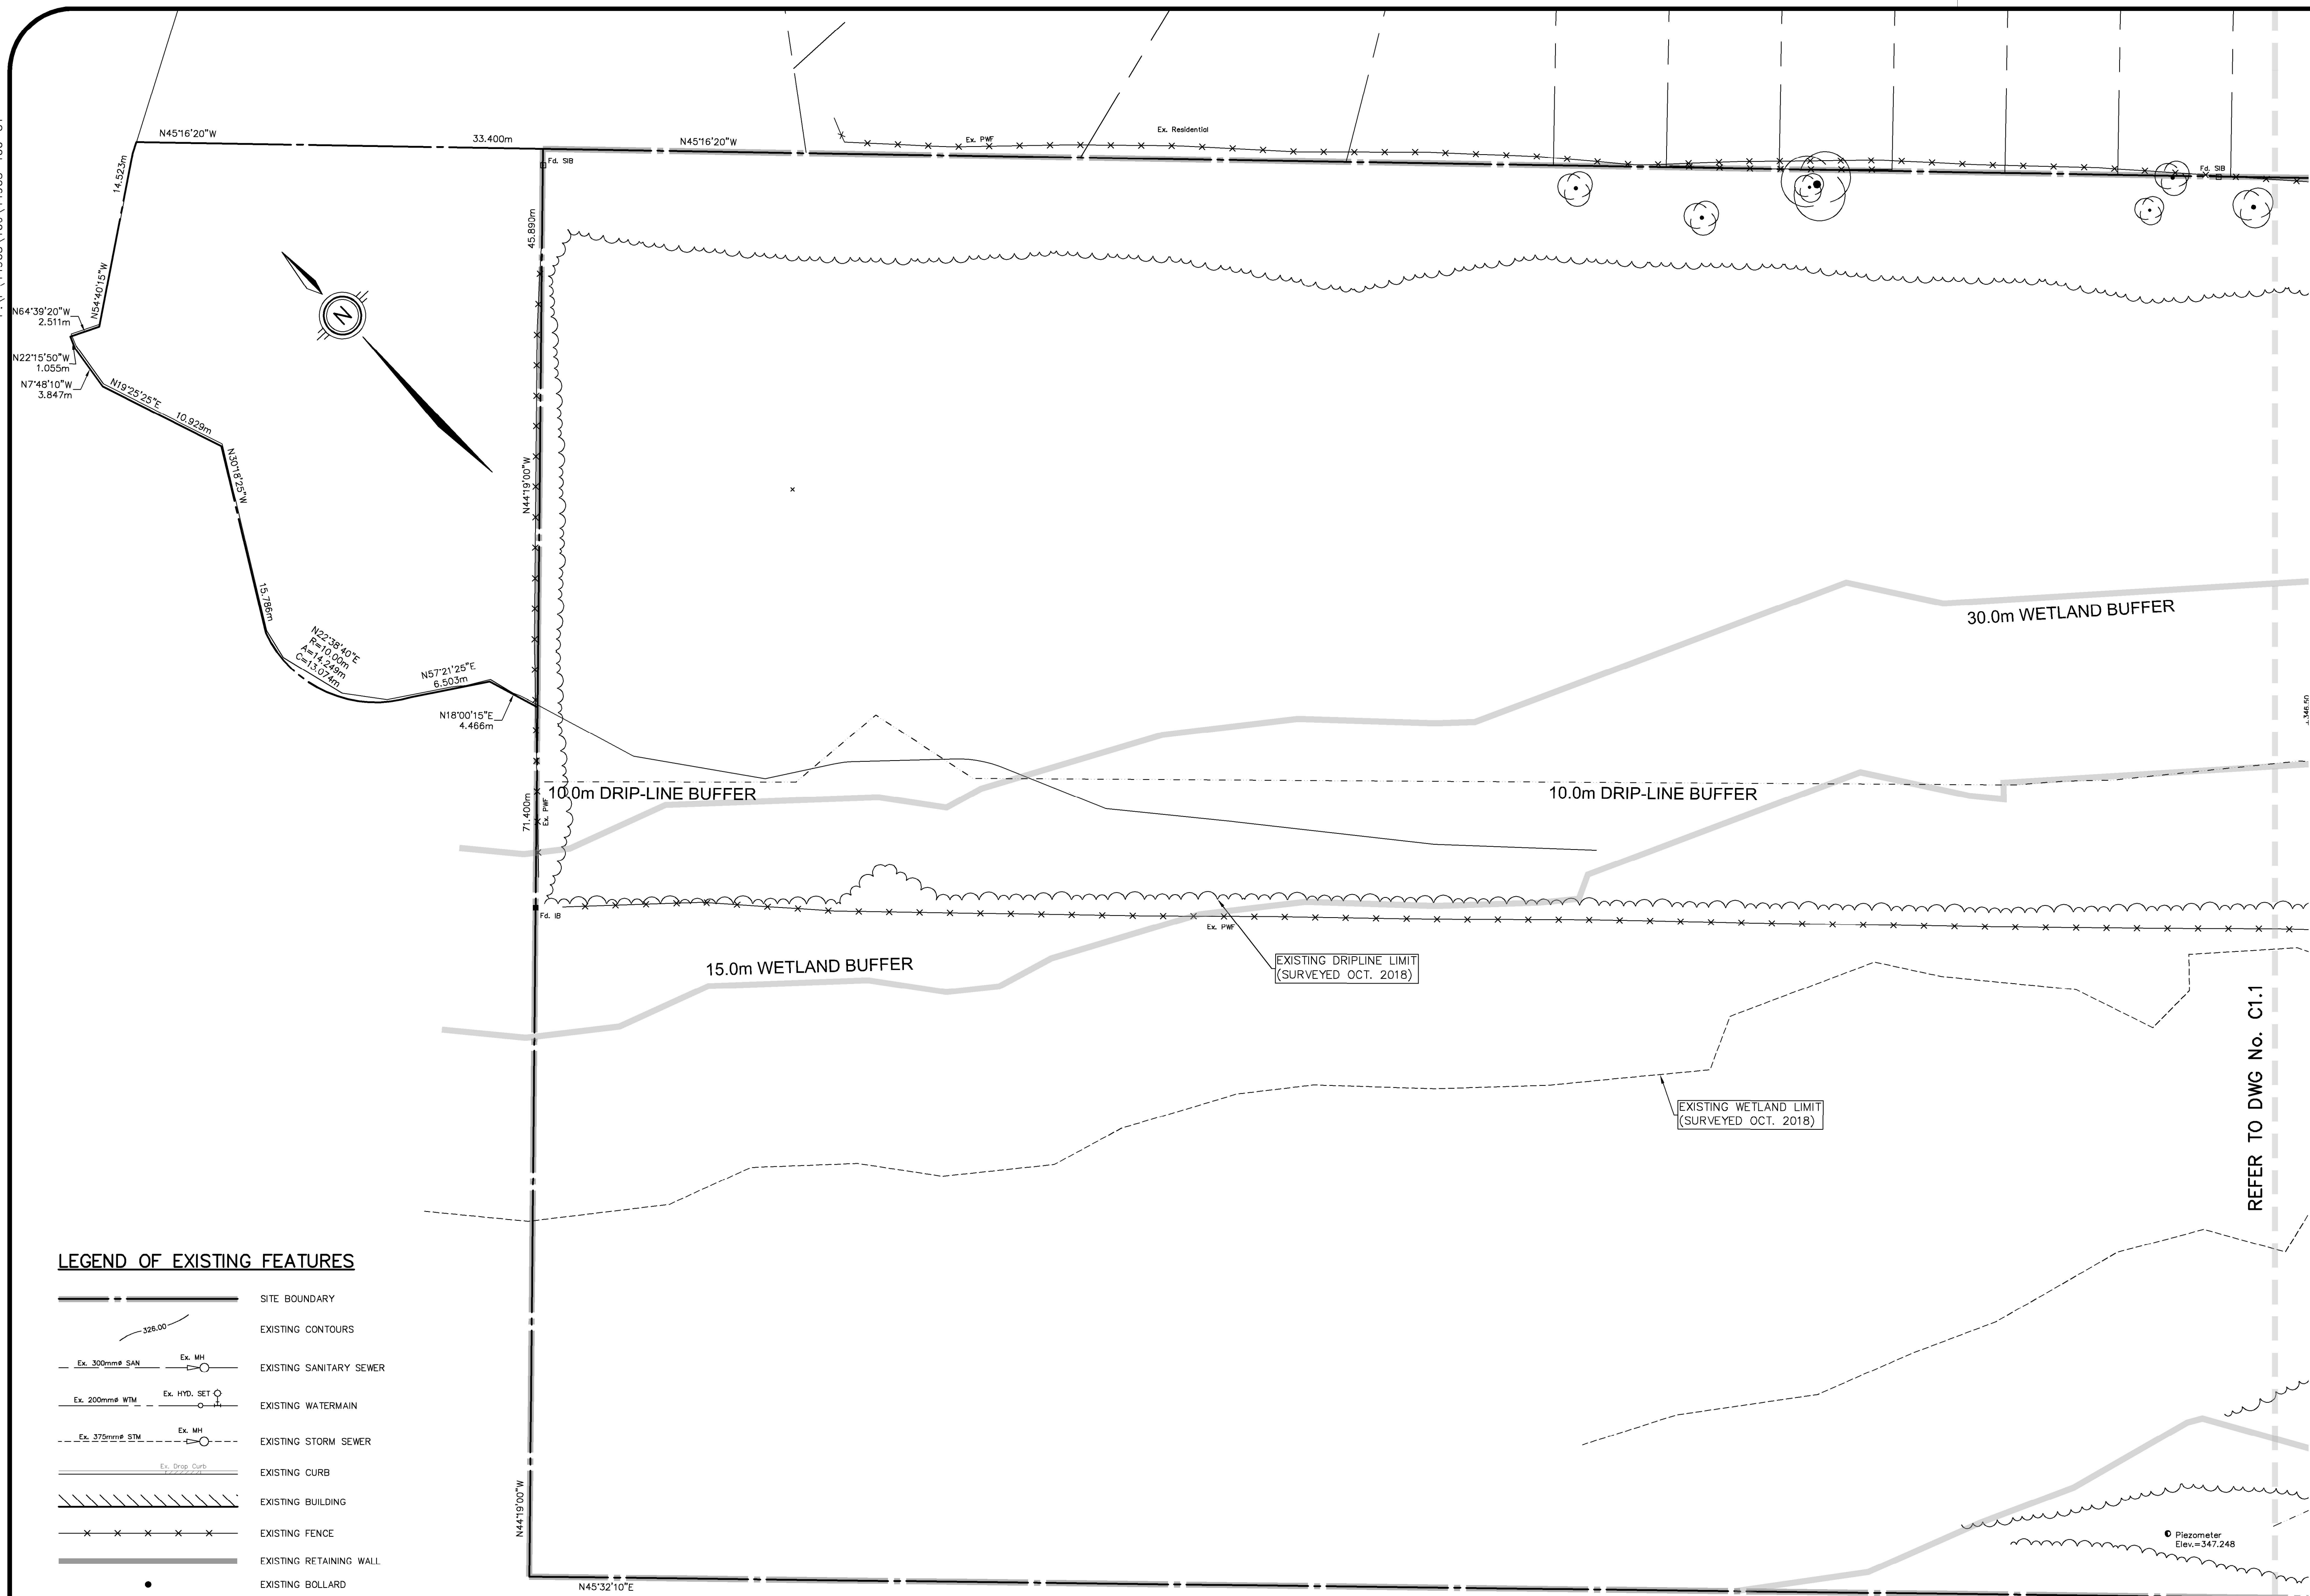 N45°16'20"W
33.400m
N45°16'20"W
Ex. PWF
Ex. Residential
Fd. SIB
Fd. SIB
14.523m
N54°40'15"W
45.890m
N
N64°39'20"W
2.511m
N22°15'50"W
1.055m
N7°48'10"W
3.847m
N19°25'25"E
10.929m
N30°18'25"W
15.786m
N44°19'00"W
N22°38'40"E
R=10.00m
A=14.249m
C=13.074m
N57°21'25"E
6.503m
N18°00'15"E
4.466m
30.0m WETLAND BUFFER
346.50
10.0m DRIP-LINE BUFFER
10.0m DRIP-LINE BUFFER
71.400m
Ex. PWF
Fd. IB
Ex. PWF
15.0m WETLAND BUFFER
EXISTING DRIPLINE LIMIT
(SURVEYED OCT. 2018)
EXISTING WETLAND LIMIT
(SURVEYED OCT. 2018)
REFER TO DWG No. C1.1
LEGEND OF EXISTING FEATURES
SITE BOUNDARY
326.00
EXISTING CONTOURS
Ex. 300mmø SAN
Ex. MH
EXISTING SANITARY SEWER
Ex. 200mmø WTM
Ex. HYD. SET
EXISTING WATERMAIN
Ex. 375mmø STM
Ex. MH
EXISTING STORM SEWER
Ex. Drop Curb
EXISTING CURB
EXISTING BUILDING
EXISTING FENCE
EXISTING RETAINING WALL
EXISTING BOLLARD
N44°19'00"W
N45°32'10"E
Piezometer
Elev.=347.248